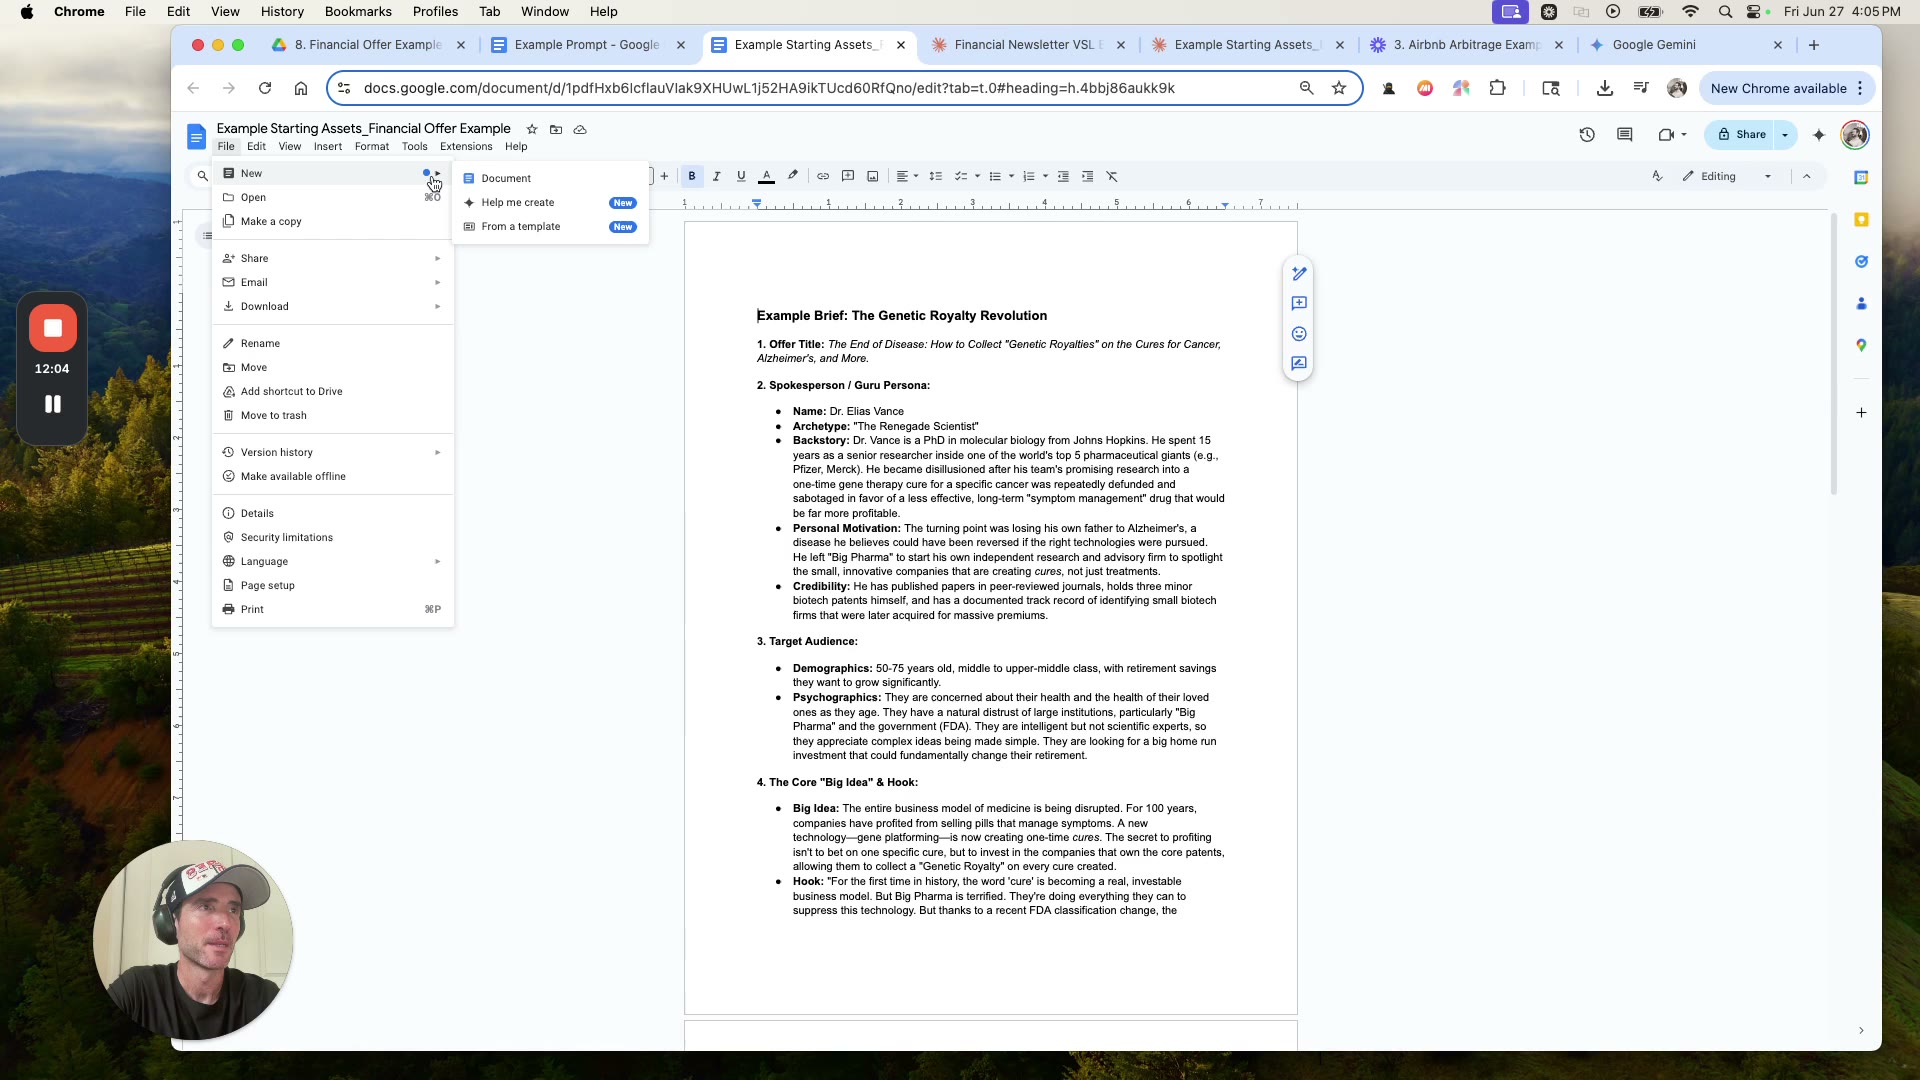 Chrome File Edit View History Bookmarks Profiles Tab Window Help Fri Jun 27 4:05 PM
8. Financial Offer Example Example Prompt - Google Example Starting Assets_F Financial Newsletter VSL E Example Starting Assets_ 3. Airbnb Arbitrage Examp Google Gemini
docs.google.com/document/d/1pdfHxb6IcflauVlak9XHUwL1j52HA9ikTUcd60RfQno/edit?tab=t.0#heading=h.4bbj86aukk9k New Chrome available
Example Starting Assets_Financial Offer Example
Share
File Edit View Insert Format Tools Extensions Help
Editing
New
Open ⌘O
Make a copy
Share
Email
Download
Rename
Move
Add shortcut to Drive
Move to trash
Version history
Make available offline
Details
Security limitations
Language
Page setup
Print ⌘P
Document
Help me create New
From a template New
12:04
1 1 2 3 4 5 6 7
Example Brief: The Genetic Royalty Revolution
1. Offer Title: The End of Disease: How to Collect "Genetic Royalties" on the Cures for Cancer,
Alzheimer's, and More.
2. Spokesperson / Guru Persona:
● Name: Dr. Elias Vance
● Archetype: "The Renegade Scientist"
● Backstory: Dr. Vance is a PhD in molecular biology from Johns Hopkins. He spent 15
years as a senior researcher inside one of the world's top 5 pharmaceutical giants (e.g.,
Pfizer, Merck). He became disillusioned after his team's promising research into a
one-time gene therapy cure for a specific cancer was repeatedly defunded and
sabotaged in favor of a less effective, long-term "symptom management" drug that would
be far more profitable.
● Personal Motivation: The turning point was losing his own father to Alzheimer's, a
disease he believes could have been reversed if the right technologies were pursued.
He left "Big Pharma" to start his own independent research and advisory firm to spotlight
the small, innovative companies that are creating cures, not just treatments.
● Credibility: He has published papers in peer-reviewed journals, holds three minor
biotech patents himself, and has a documented track record of identifying small biotech
firms that were later acquired for massive premiums.
3. Target Audience:
● Demographics: 50-75 years old, middle to upper-middle class, with retirement savings
they want to grow significantly.
● Psychographics: They are concerned about their health and the health of their loved
ones as they age. They have a natural distrust of large institutions, particularly "Big
Pharma" and the government (FDA). They are intelligent but not scientific experts, so
they appreciate complex ideas being made simple. They are looking for a big home run
investment that could fundamentally change their retirement.
4. The Core "Big Idea" & Hook:
● Big Idea: The entire business model of medicine is being disrupted. For 100 years,
companies have profited from selling pills that manage symptoms. A new
technology—gene platforming—is now creating one-time cures. The secret to profiting
isn't to bet on one specific cure, but to invest in the companies that own the core patents,
allowing them to collect a "Genetic Royalty" on every cure created.
● Hook: "For the first time in history, the word 'cure' is becoming a real, investable
business model. But Big Pharma is terrified. They're doing everything they can to
suppress this technology. But thanks to a recent FDA classification change, the